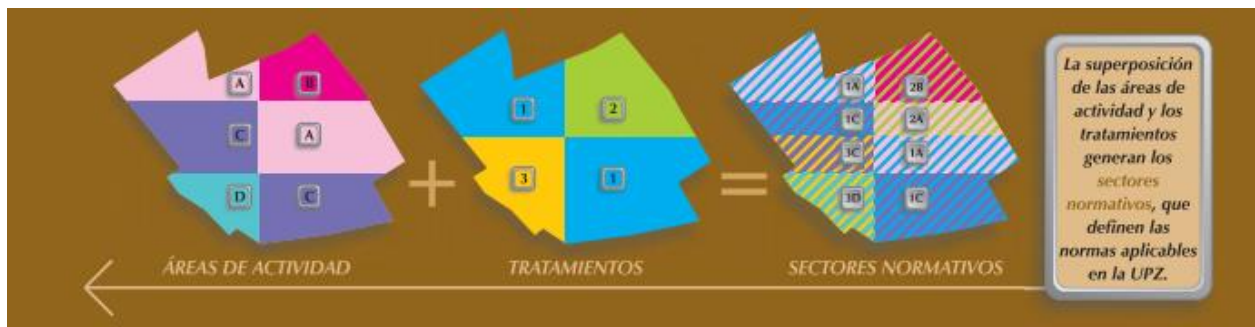 A
B
C
A
D
C
ÁREAS DE ACTIVIDAD
+
1
2
3
1
TRATAMIENTOS
=
1A
2B
1C
2A
3C
1A
3D
1C
SECTORES NORMATIVOS
La superposición
de las áreas de
actividad y los
tratamientos
generan los
sectores
normativos, que
definen las
normas aplicables
en la UPZ.